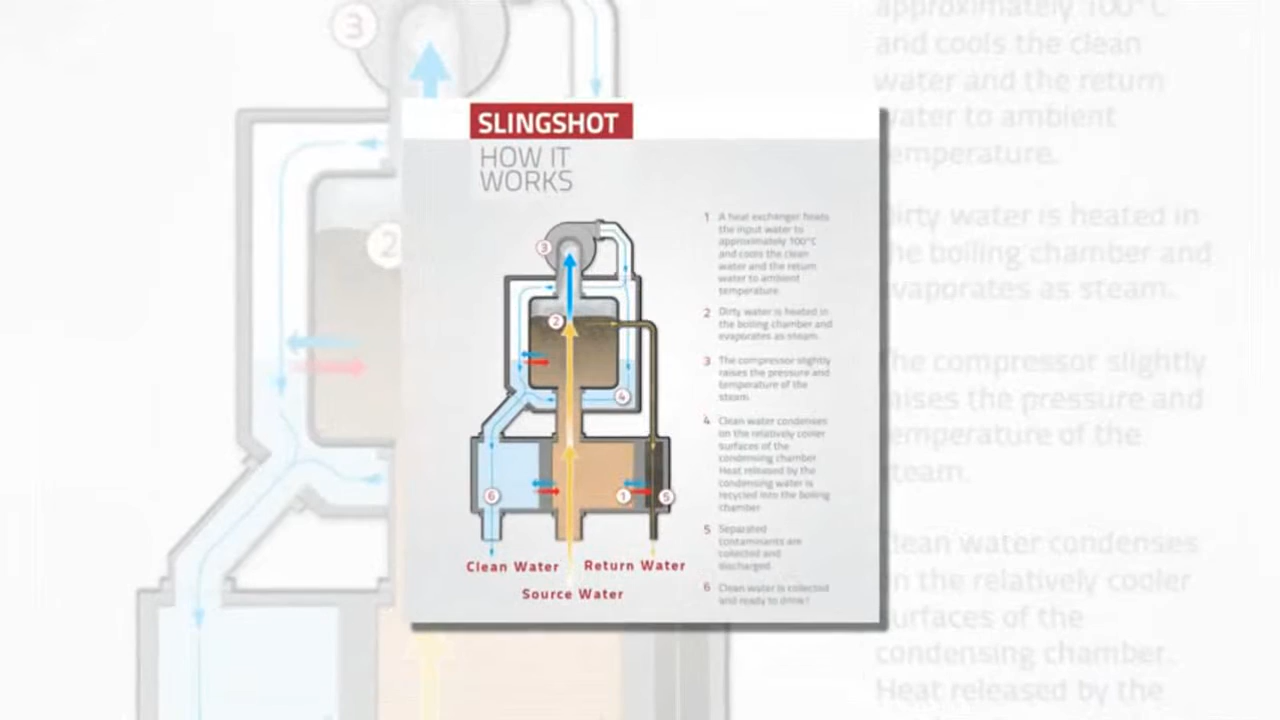 SLINGSHOT
HOW IT
WORKS
1 A heat exchanger heats
the input water to
approximately 100°C
and cools the clean
water and the return
water to ambient
temperature.
2 Dirty water is heated in
the boiling chamber and
evaporates as steam.
3 The compressor slightly
raises the pressure and
temperature of the
steam.
4 Clean water condenses
on the relatively cooler
surfaces of the
condensing chamber.
Heat released by the
condensing water is
recycled into the boiling
chamber
5 Separated
contaminants are
collected and
discharged.
6 Clean water is collected
and ready to drink!
3
2
4
6
1
5
Clean Water
Return Water
Source Water
3
2
approximately 100°C
and cools the clean
water and the return
water to ambient
temperature.
Dirty water is heated in
the boiling chamber and
evaporates as steam.
The compressor slightly
raises the pressure and
temperature of the
steam.
Clean water condenses
on the relatively cooler
surfaces of the
condensing chamber.
Heat released by the